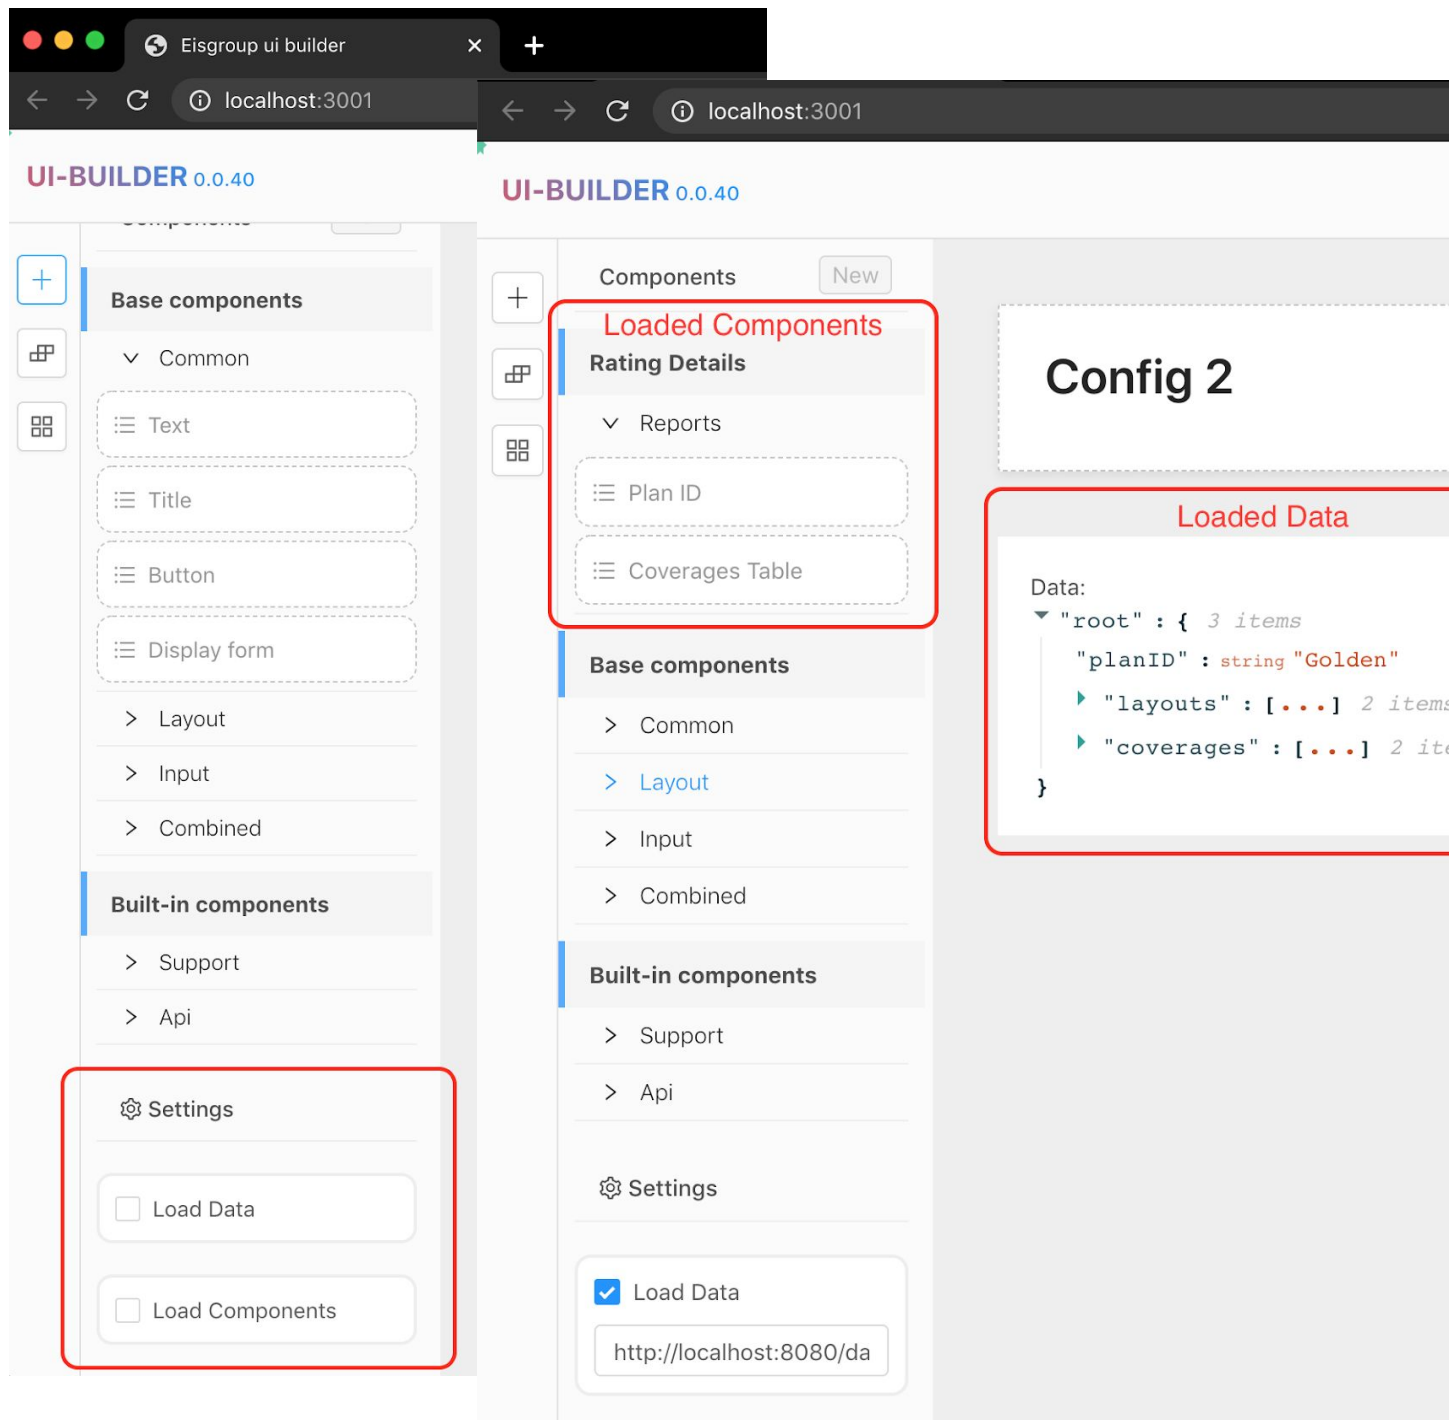 Eisgroup ui builder
localhost:3001
UI-BUILDER 0.0.40
Base components
Common
Text
Title
Button
Display form
Layout
Input
Combined
Built-in components
Support
Api
Settings
Load Data
Load Components
localhost:3001
UI-BUILDER 0.0.40
Components New
Loaded Components
Rating Details
Reports
Plan ID
Coverages Table
Base components
Common
Layout
Input
Combined
Built-in components
Support
Api
Settings
Load Data
http://localhost:8080/da
Config 2
Loaded Data
Data:
"root" : { 3 items
"planID" : string "Golden"
"layouts" : [...] 2 items
"coverages" : [...] 2 ite
}